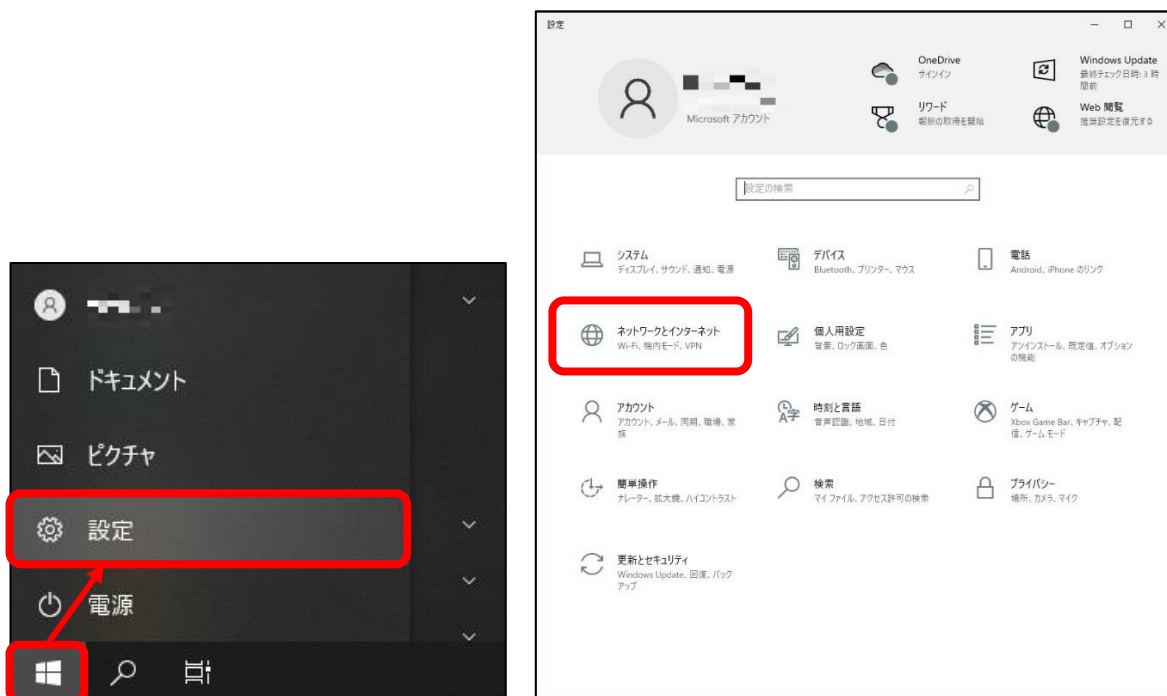 ドキュメント
ピクチャ
設定
電源
設定
Microsoft アカウント
OneDrive
サインイン
Windows Update
最終チェック日時: 3 時
間前
リワード
報酬の取得を開始
Web 閲覧
推奨設定を復元する
設定の検索
システム
ディスプレイ、サウンド、通知、電源
デバイス
Bluetooth、プリンター、マウス
電話
Android、iPhone のリンク
ネットワークとインターネット
Wi-Fi、機内モード、VPN
個人用設定
背景、ロック画面、色
アプリ
アンインストール、既定値、オプション
の機能
アカウント
アカウント、メール、同期、職場、家
族
時刻と言語
音声認識、地域、日付
ゲーム
Xbox Game Bar、キャプチャ、配
信、ゲーム モード
簡単操作
ナレーター、拡大鏡、ハイコントラスト
検索
マイ ファイル、アクセス許可の検索
プライバシー
場所、カメラ、マイク
更新とセキュリティ
Windows Update、回復、バック
アップ